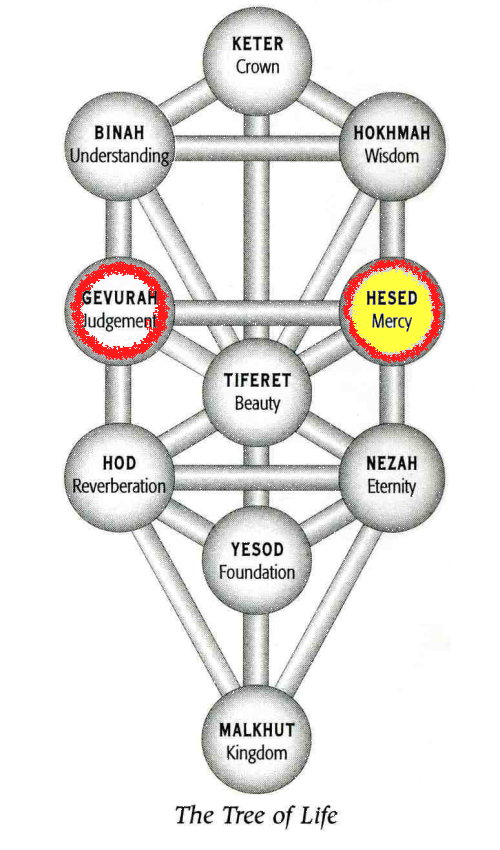 KETER
Crown
BINAH
Understanding
HOKHMAH
Wisdom
GEVURAH
Judgement
HESED
Mercy
TIFERET
Beauty
HOD
Reverberation
NEZAH
Eternity
YESOD
Foundation
MALKHUT
Kingdom
The Tree of Life